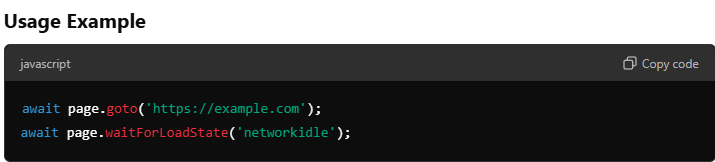 Usage Example
javascript
Copy code
await page.goto('https://example.com');
await page.waitForLoadState('networkidle');